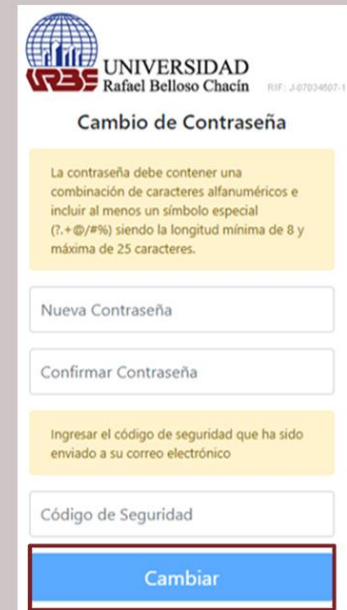 URBE
UNIVERSIDAD
Rafael Belloso Chacín
RIF: J-07034607-1
Cambio de Contraseña
La contraseña debe contener una
combinación de caracteres alfanuméricos e
incluir al menos un símbolo especial
(?.+@/#%) siendo la longitud mínima de 8 y
máxima de 25 caracteres.
Nueva Contraseña
Confirmar Contraseña
Ingresar el código de seguridad que ha sido
enviado a su correo electrónico
Código de Seguridad
Cambiar